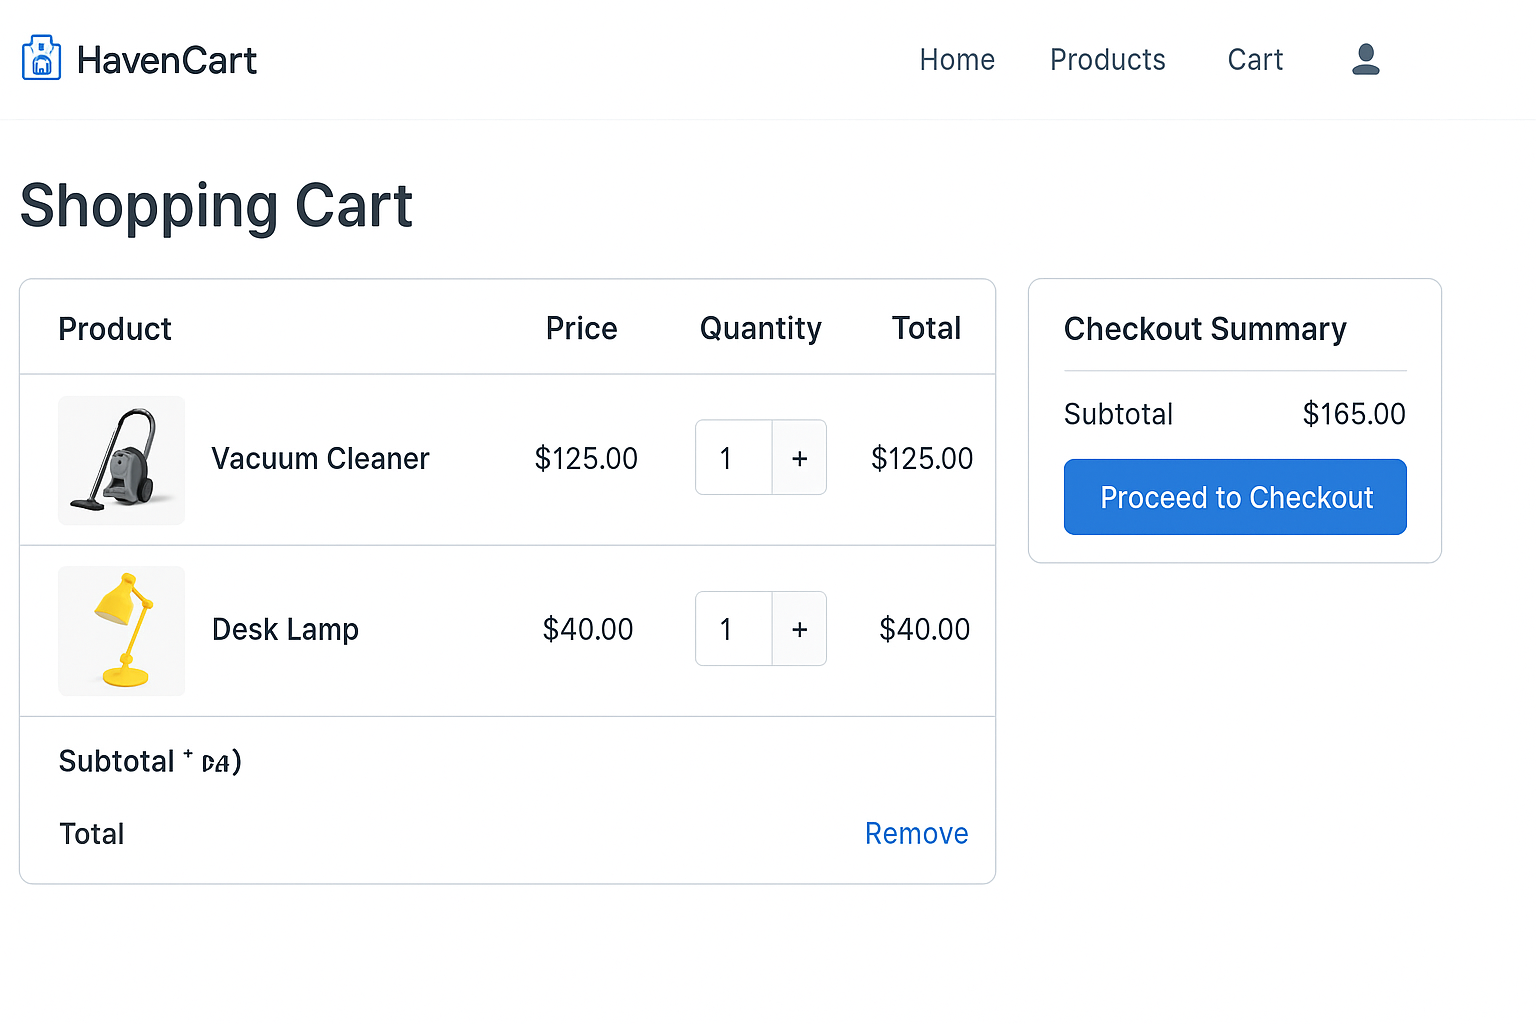 HavenCart
Home Products Cart
Shopping Cart
Product Price Quantity Total
Vacuum Cleaner $125.00 1 + $125.00
Desk Lamp $40.00 1 + $40.00
Subtotal
Total Remove
Checkout Summary
Subtotal $165.00
Proceed to Checkout